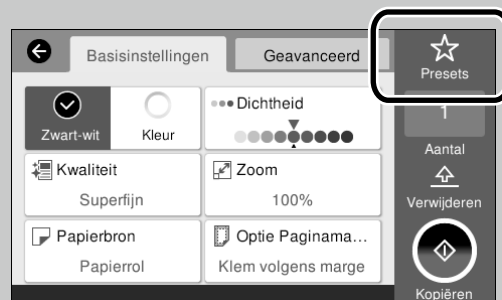 Basisinstellingen
Geavanceerd
Presets
Zwart-wit
Kleur
Dichtheid
1
Aantal
Kwaliteit
Superfijn
Zoom
100%
Verwijderen
Papierbron
Papierrol
Optie Paginama...
Klem volgens marge
Kopiëren